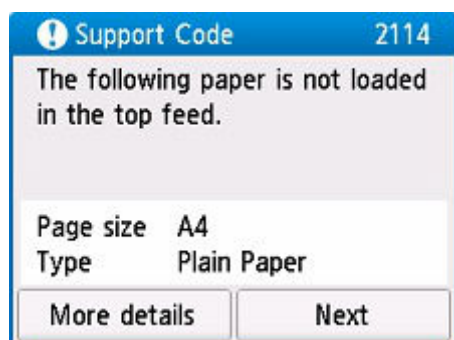 Support Code 2114
The following paper is not loaded
in the top feed.
Page size A4
Type Plain Paper
More details Next